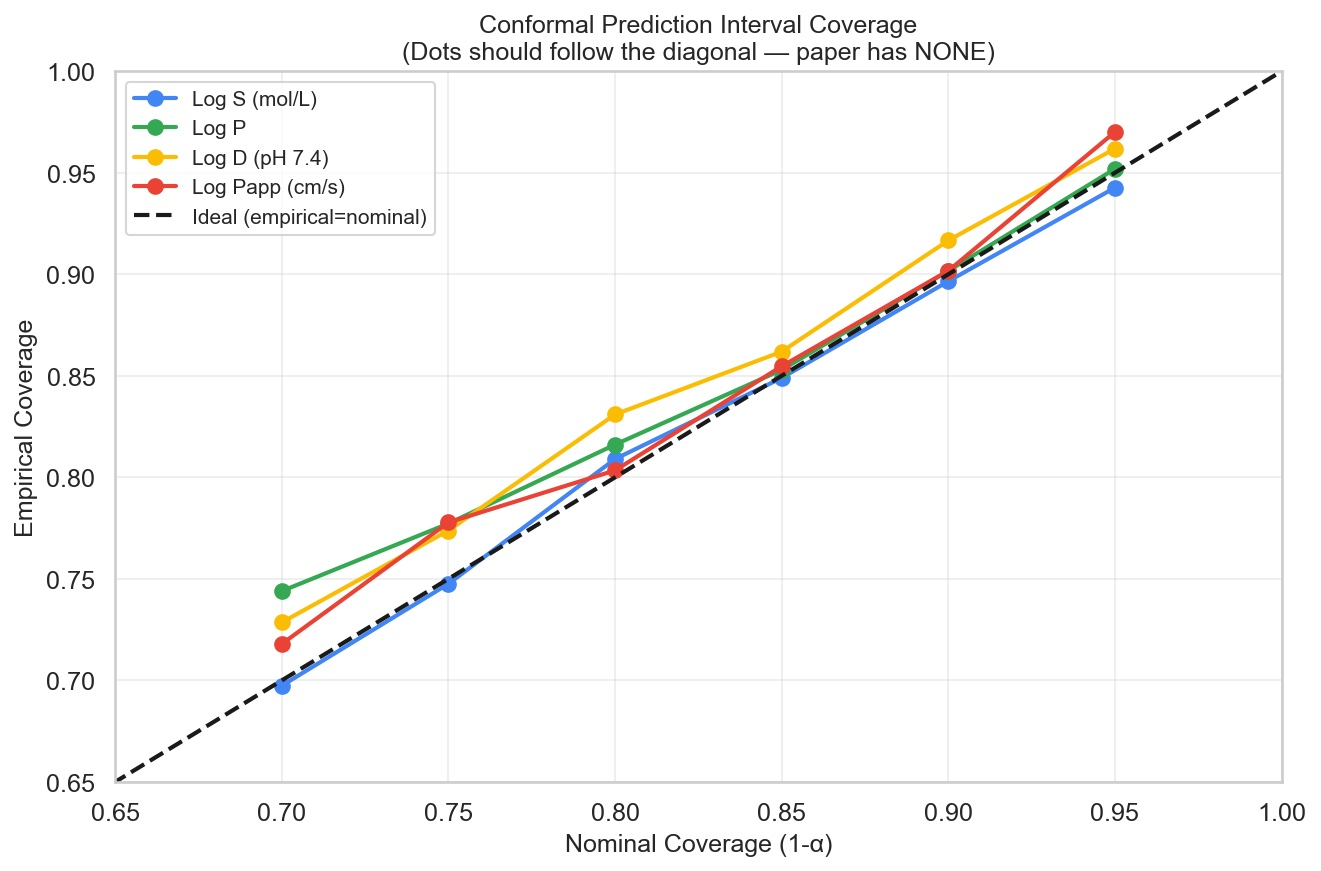 Conformal Prediction Interval Coverage
(Dots should follow the diagonal — paper has NONE)
Log S (mol/L)
Log P
Log D (pH 7.4)
Log Papp (cm/s)
Ideal (empirical=nominal)
Empirical Coverage
1.00
0.95
0.90
0.85
0.80
0.75
0.70
0.65
0.65 0.70 0.75 0.80 0.85 0.90 0.95 1.00
Nominal Coverage (1-α)